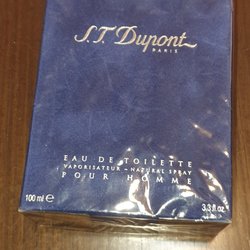 S.T. Dupont
PARIS
EAU DE TOILETTE
VAPORISATEUR - NATURAL SPRAY
POUR HOMME
100 ml ℮
3.3 fl.oz